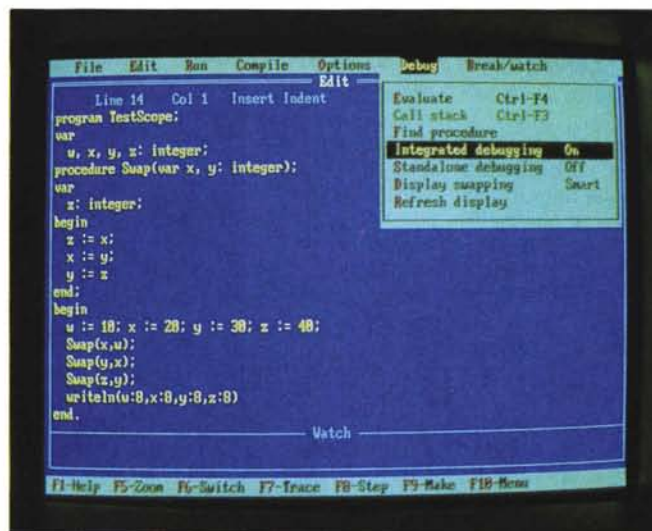 File Edit Run Compile Options Debug Break/watch
Edit
Line 14 Col 1 Insert Indent
program TestScope;
var
w, x, y, z: integer;
procedure Swap(var x, y: integer);
var
z: integer;
begin
z := x;
x := y;
y := z
end;
begin
w := 10; x := 20; y := 30; z := 40;
Swap(x,w);
Swap(y,x);
Swap(z,y);
writeln(w:8,x:8,y:8,z:8)
end.
Evaluate Ctrl-F4
Call stack Ctrl-F3
Find procedure
Integrated debugging On
Standalone debugging Off
Display swapping Smart
Refresh display
Watch
F1-Help F5-Zoom F6-Switch F7-Trace F8-Step F9-Make F10-Menu